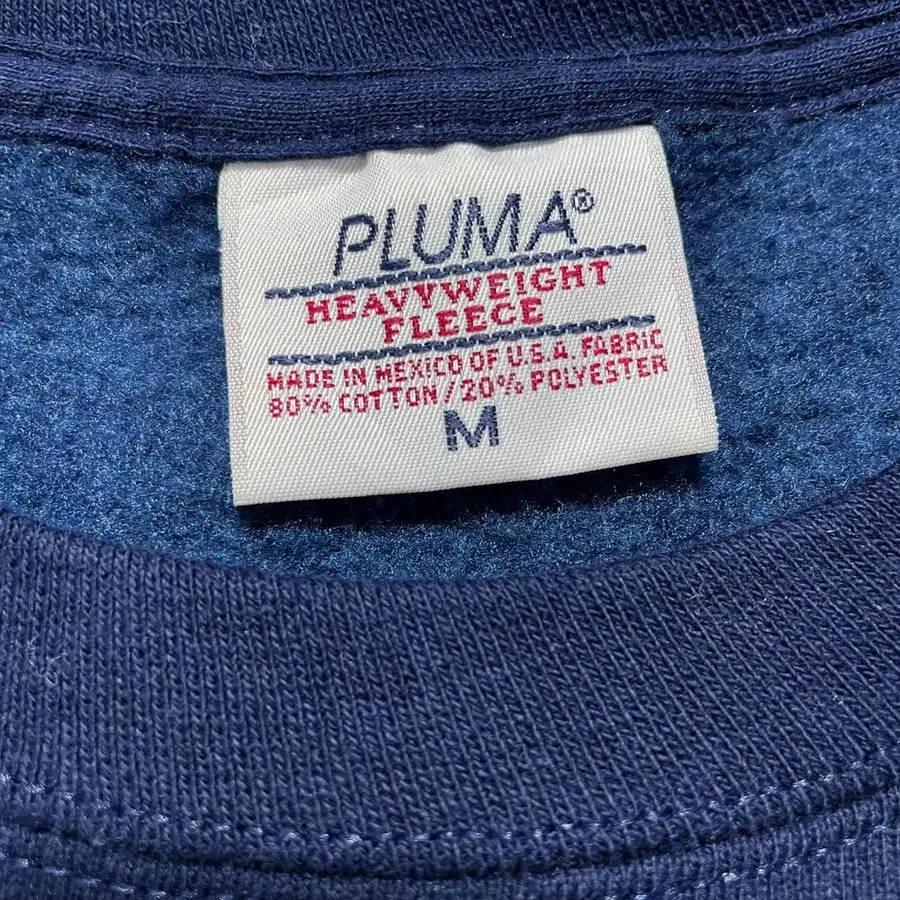 PLUMA®
HEAVYWEIGHT
FLEECE
MADE IN MEXICO OF U.S.A. FABRIC
80% COTTON/20% POLYESTER
M